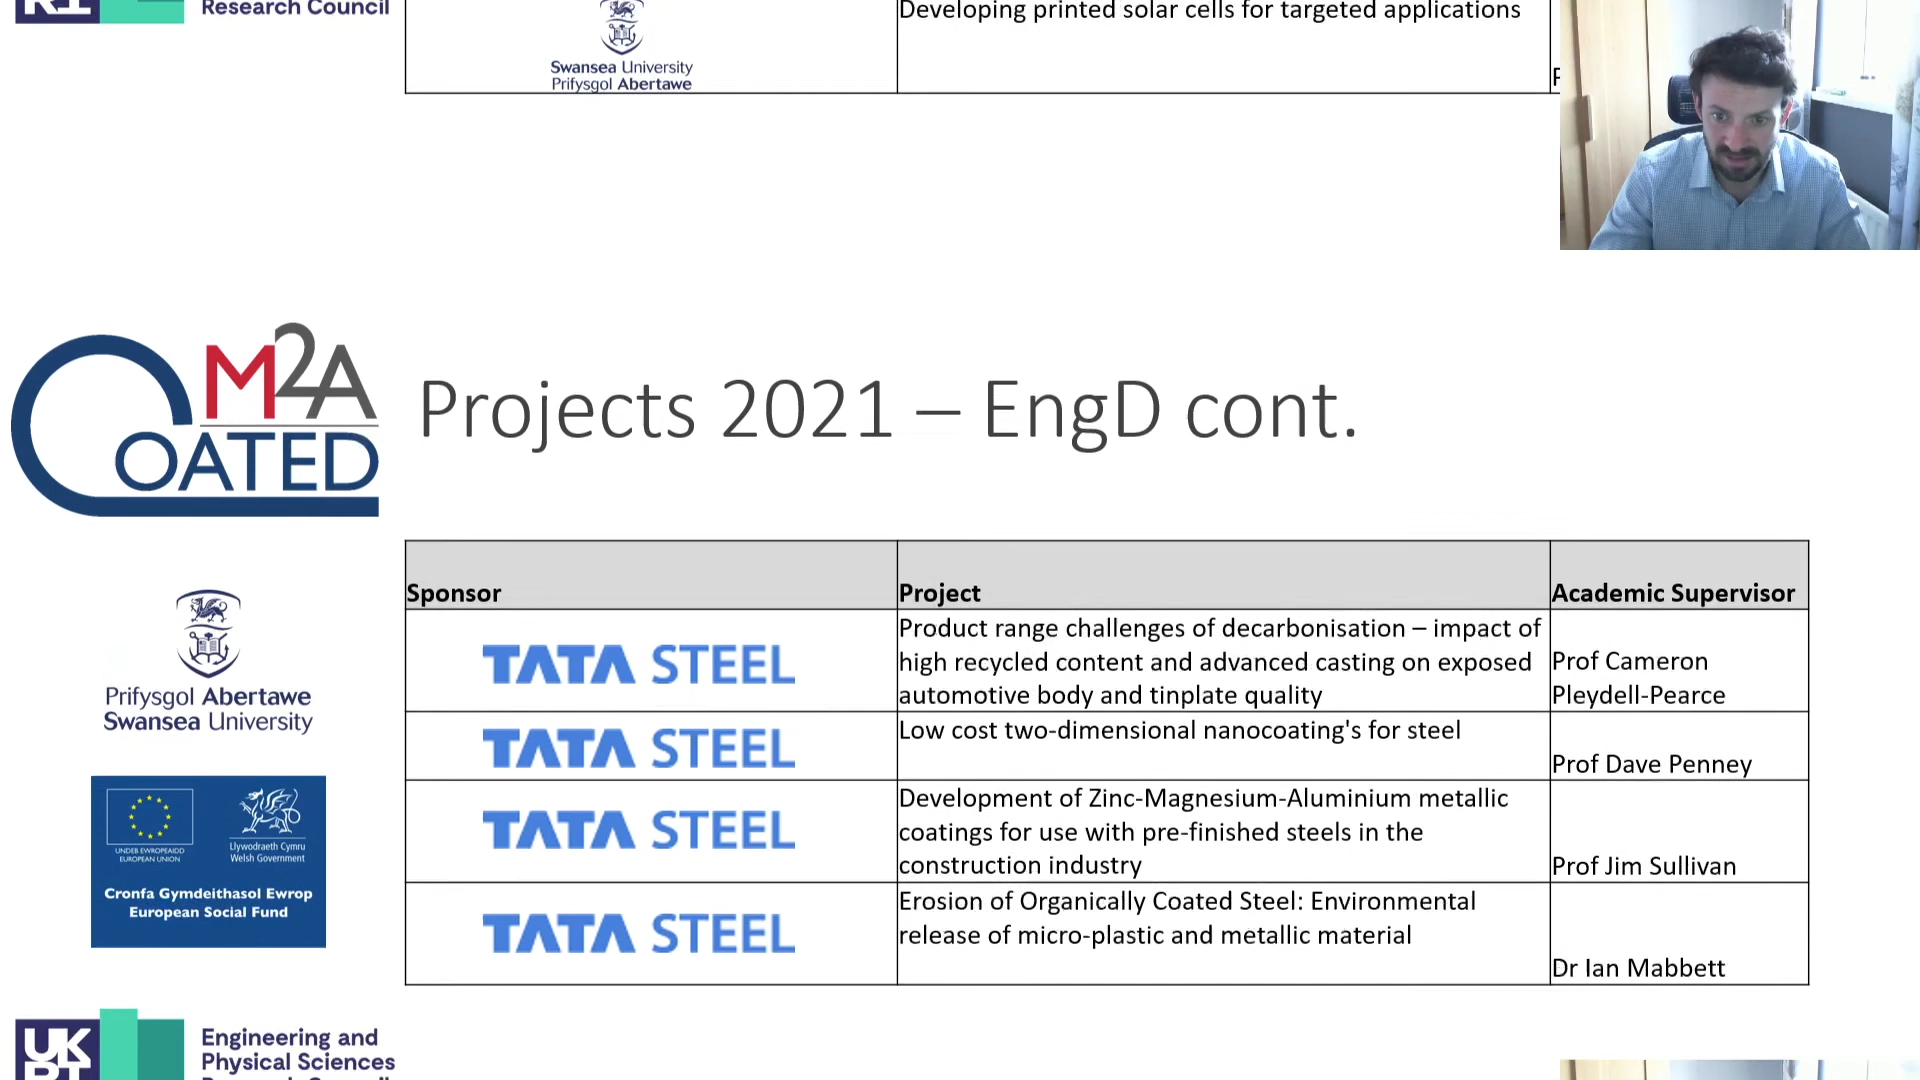 Research Council
Developing printed solar cells for targeted applications
Swansea University
Prifysgol Abertawe
M2A
COATED
Projects 2021 – EngD cont.
Sponsor Project Academic Supervisor
TATA STEEL
Product range challenges of decarbonisation – impact of
high recycled content and advanced casting on exposed
automotive body and tinplate quality
Prof Cameron
Pleydell-Pearce
TATA STEEL
Low cost two-dimensional nanocoating's for steel
Prof Dave Penney
TATA STEEL
Development of Zinc-Magnesium-Aluminium metallic
coatings for use with pre-finished steels in the
construction industry
Prof Jim Sullivan
TATA STEEL
Erosion of Organically Coated Steel: Environmental
release of micro-plastic and metallic material
Dr Ian Mabbett
Prifysgol Abertawe
Swansea University
UNDEB EWROPEAIDD
EUROPEAN UNION
Llywodraeth Cymru
Welsh Government
Cronfa Gymdeithasol Ewrop
European Social Fund
UK
Engineering and
Physical Sciences